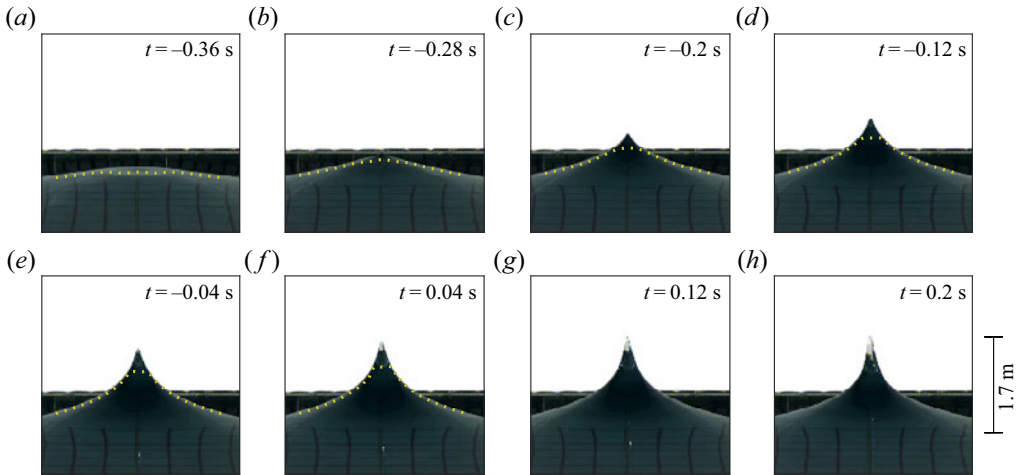 (a) (b) (c) (d)
t = –0.36 s t = –0.28 s t = –0.2 s t = –0.12 s
(e) (f) (g) (h)
t = –0.04 s t = 0.04 s t = 0.12 s t = 0.2 s
1.7 m